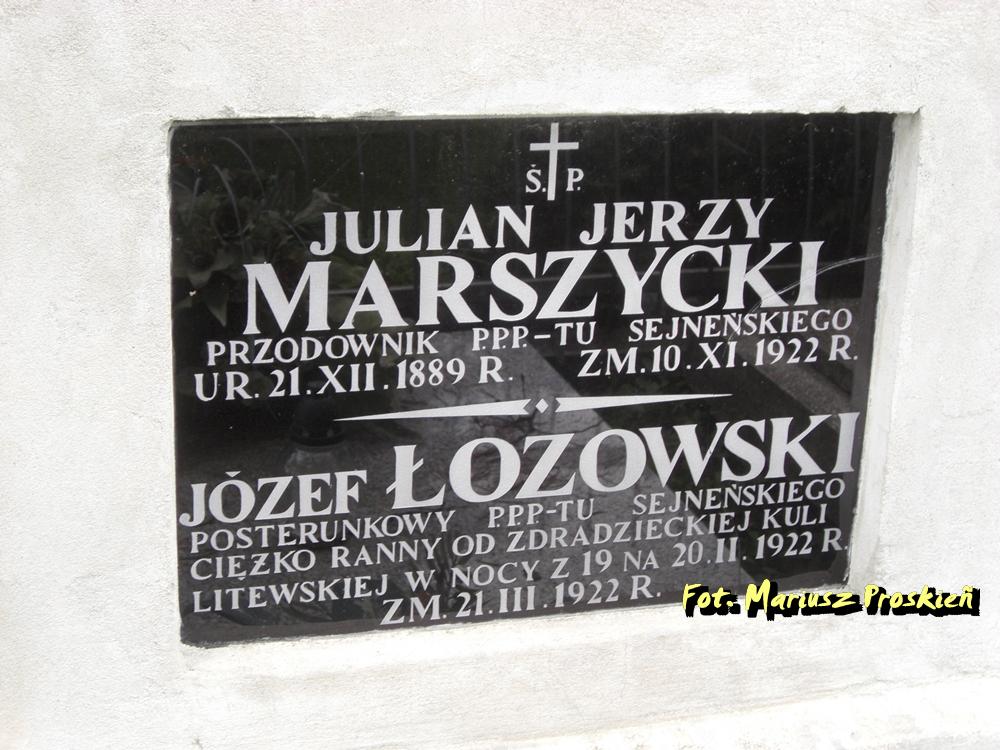 Ś. P.
JULIAN JERZY
MARSZYCKI
PRZODOWNIK P.P.P.-TU SEJNEŃSKIEGO
UR. 21. XII. 1889 R. ZM. 10. XI. 1922 R.
JÓZEF ŁOZOWSKI
POSTERUNKOWY P.P.P.-TU SEJNEŃSKIEGO
CIĘŻKO RANNY OD ZDRADZIECKIEJ KULI
LITEWSKIEJ W NOCY Z 19 NA 20. II. 1922 R.
ZM. 21. III. 1922 R.
Fot. Mariusz Proskień